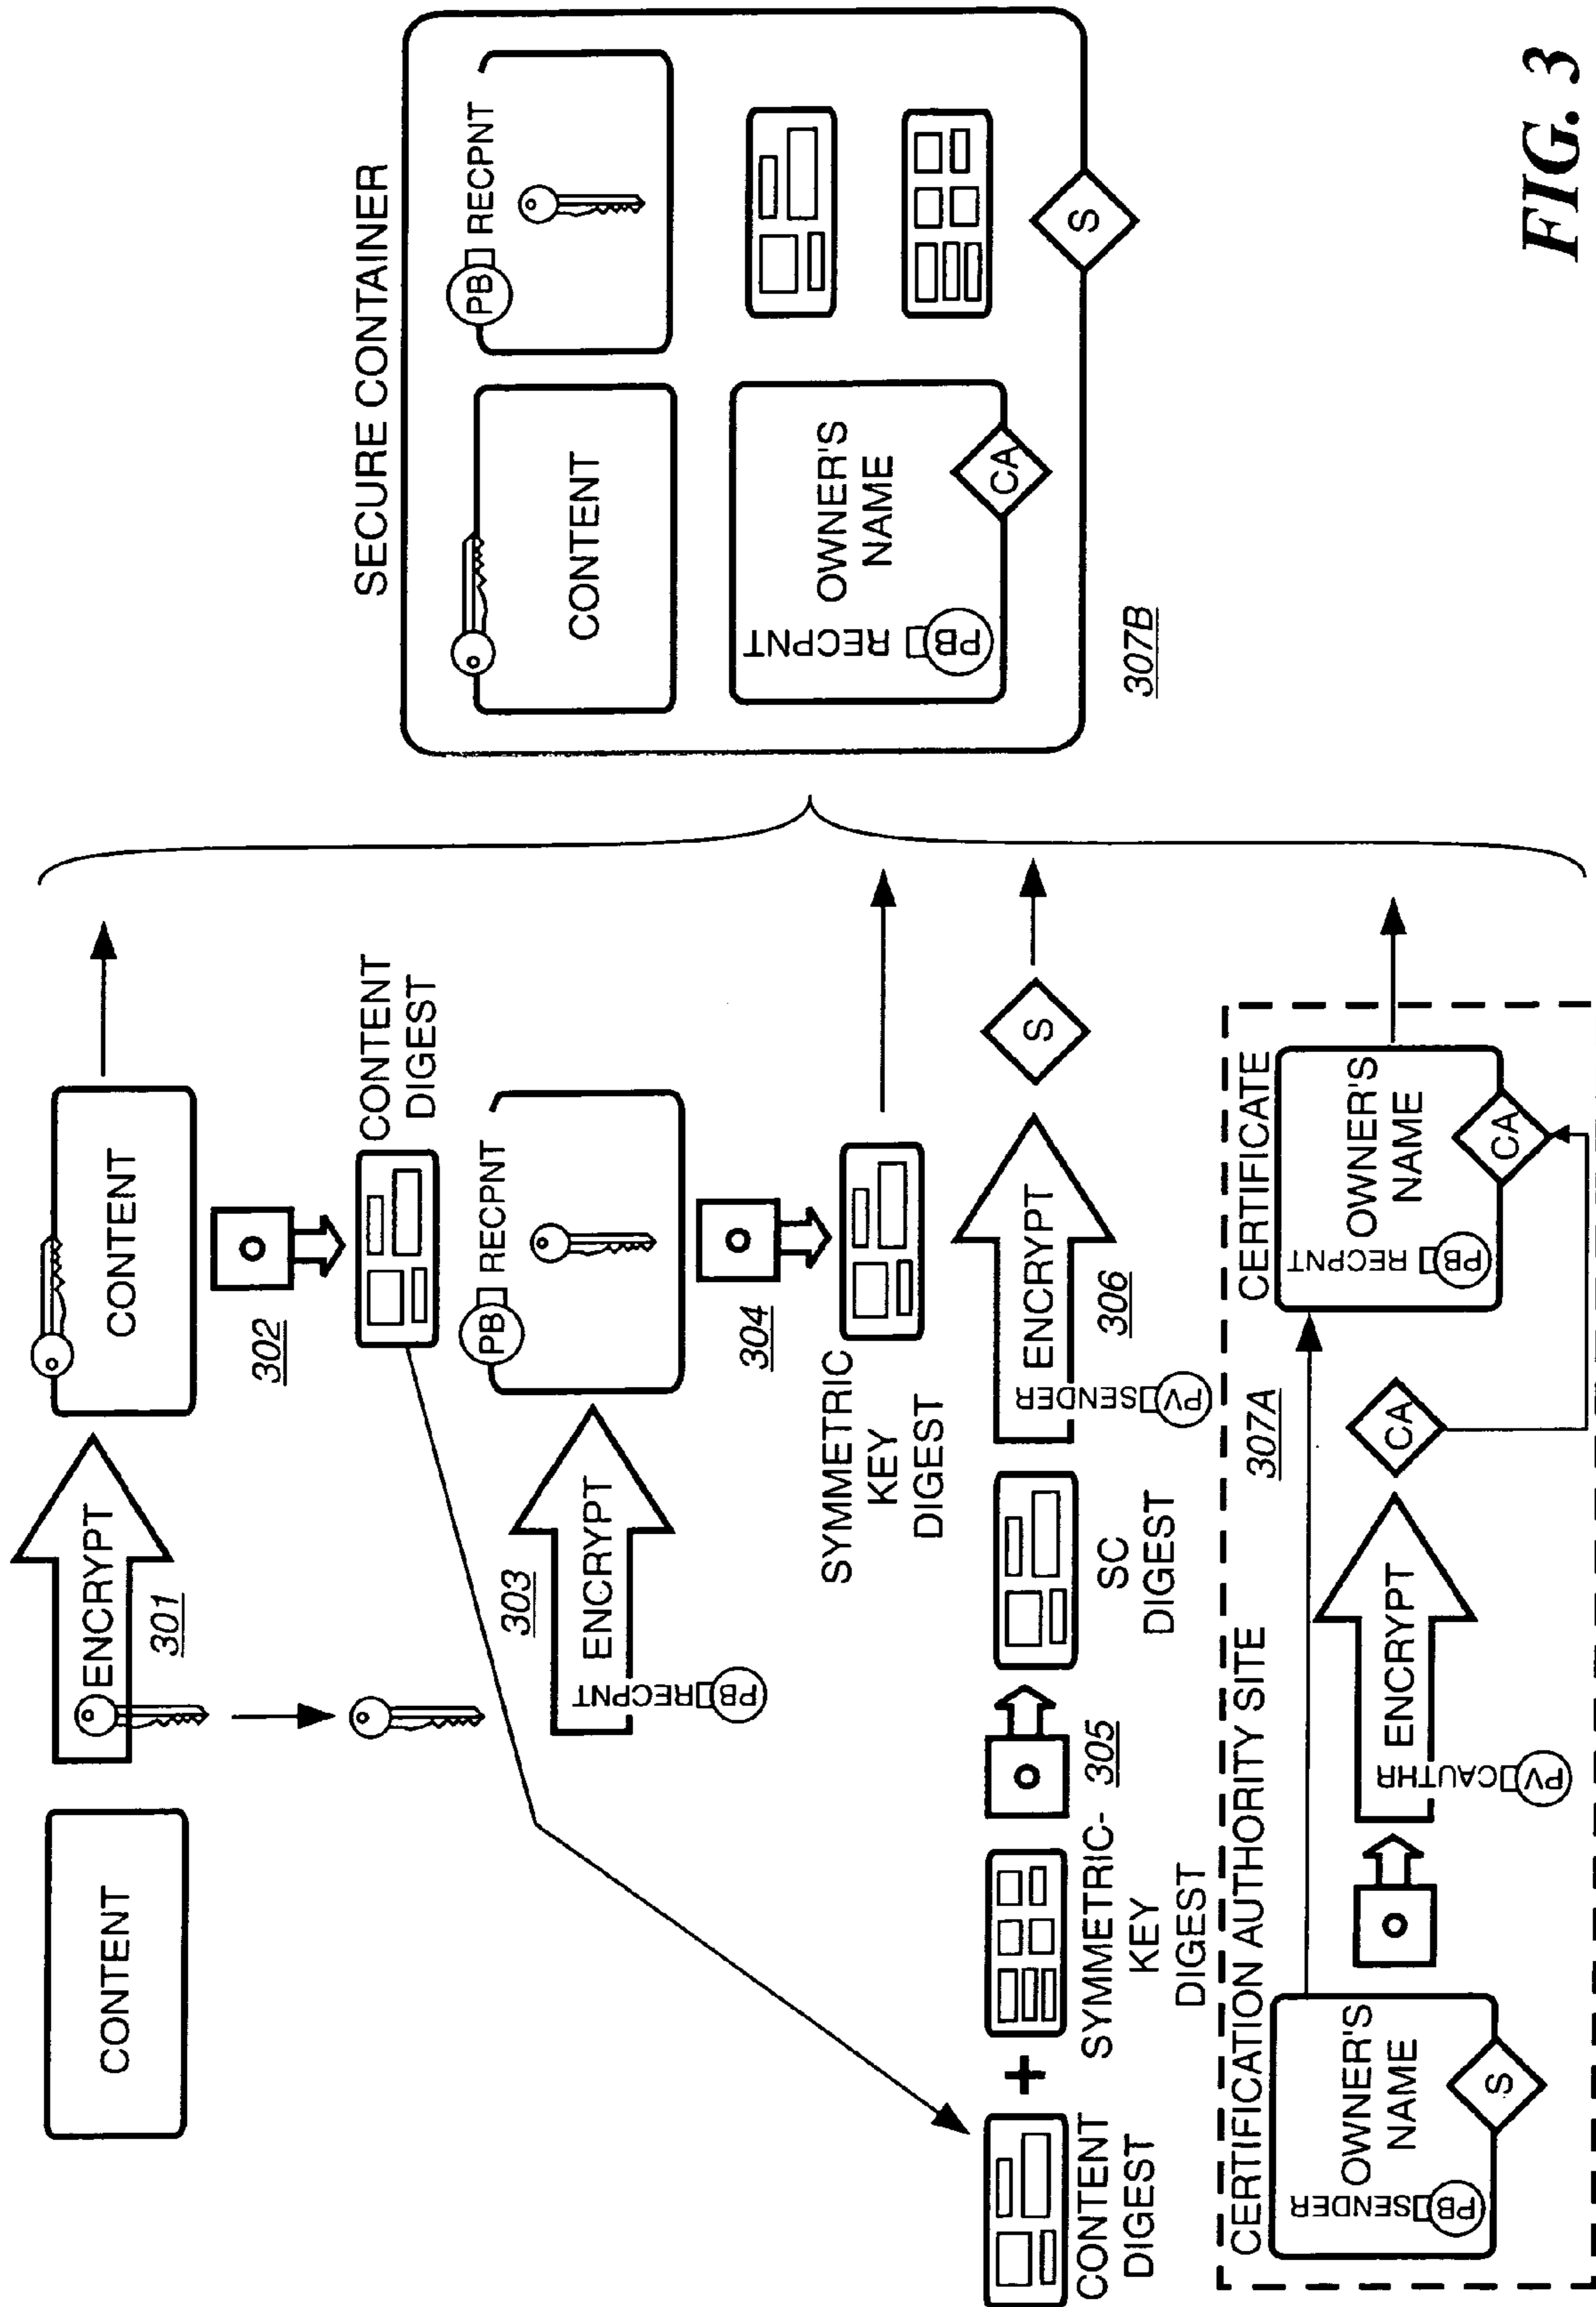 CONTENT
ENCRYPT
301
CONTENT
302
CONTENT
DIGEST
303
ENCRYPT
RECPNT
PB
PB
RECPNT
304
SYMMETRIC
KEY
DIGEST
CONTENT
DIGEST
+
SYMMETRIC-
KEY
DIGEST
305
SC
DIGEST
ENCRYPT
306
SENDER
PV
S
CERTIFICATION AUTHORITY SITE
307A
CERTIFICATE
SENDER
PB
OWNER'S
NAME
S
ENCRYPT
CAUTHR
PV
CA
RECPNT
PB
OWNER'S
NAME
CA
SECURE CONTAINER
CONTENT
PB
RECPNT
RECPNT
PB
OWNER'S
NAME
CA
S
307B
FIG. 3